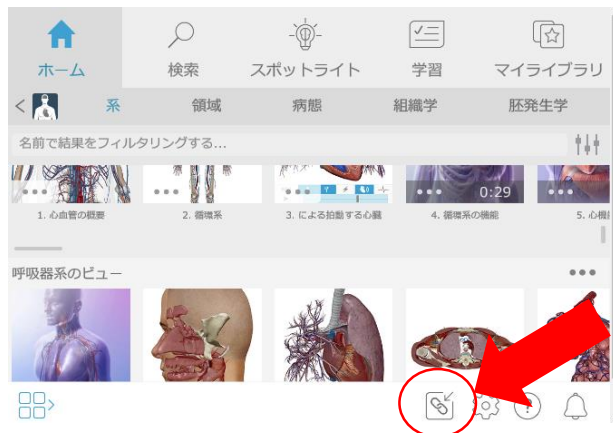 ホーム 検索 スポットライト 学習 マイライブラリ
系 領域 病態 組織学 胚発生学
名前で結果をフィルタリングする...
0:29
1. 心血管の概要 2. 循環系 3. による拍動する心臓 4. 循環系の機能 5. 心機
呼吸器系のビュー